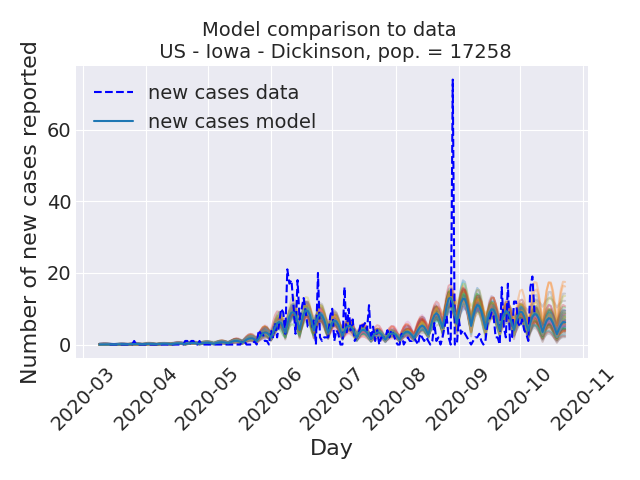 Model comparison to data
US - Iowa - Dickinson, pop. = 17258
Number of new cases reported
new cases data
new cases model
60
40
20
0
2020-03
2020-04
2020-05
2020-06
2020-07
2020-08
2020-09
2020-10
2020-11
Day